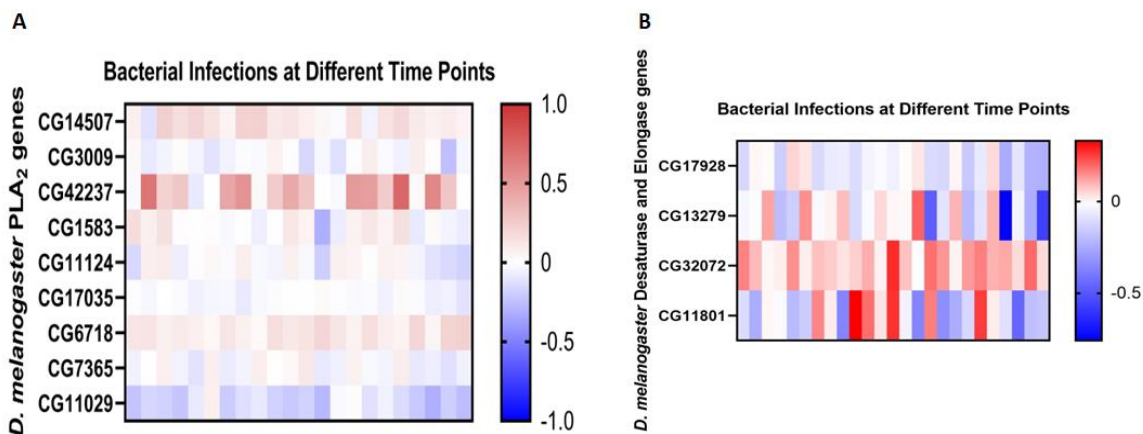 A
Bacterial Infections at Different Time Points
D. melanogaster PLA₂ genes
CG14507
CG3009
CG42237
CG1583
CG11124
CG17035
CG6718
CG7365
CG11029
1.0
0.5
0
-0.5
-1.0
B
Bacterial Infections at Different Time Points
D. melanogaster Desaturase and Elongase genes
CG17928
CG13279
CG32072
CG11801
0
-0.5